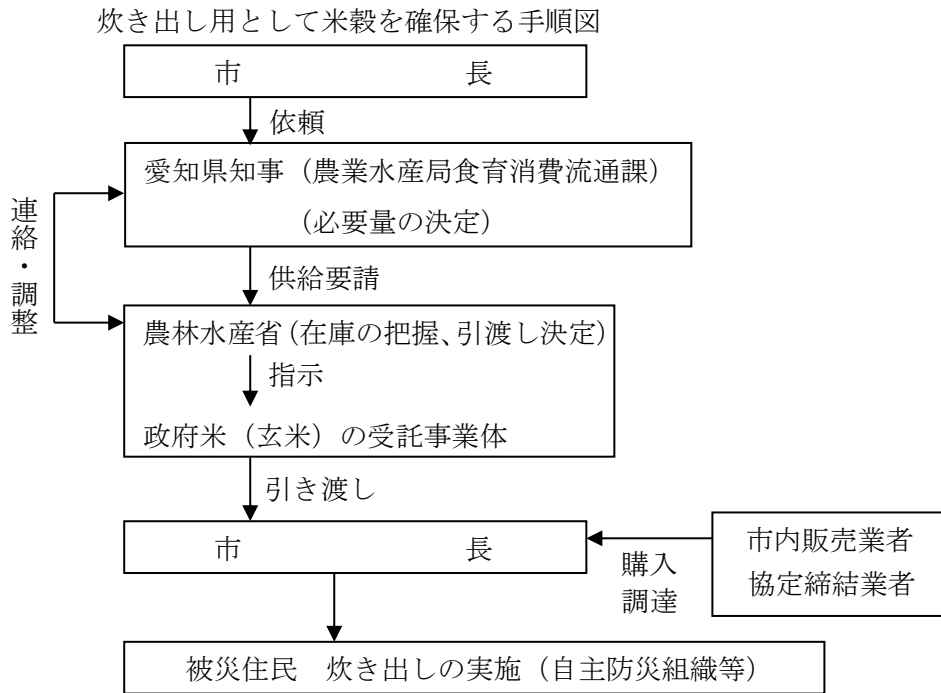 炊き出し用として米穀を確保する手順図
市　　　　長
依頼
愛知県知事（農業水産局食育消費流通課）
（必要量の決定）
連絡・調整
供給要請
農林水産省（在庫の把握、引渡し決定）
指示
政府米（玄米）の受託事業体
引き渡し
市　　　　長
購入
調達
市内販売業者
協定締結業者
被災住民　炊き出しの実施（自主防災組織等）